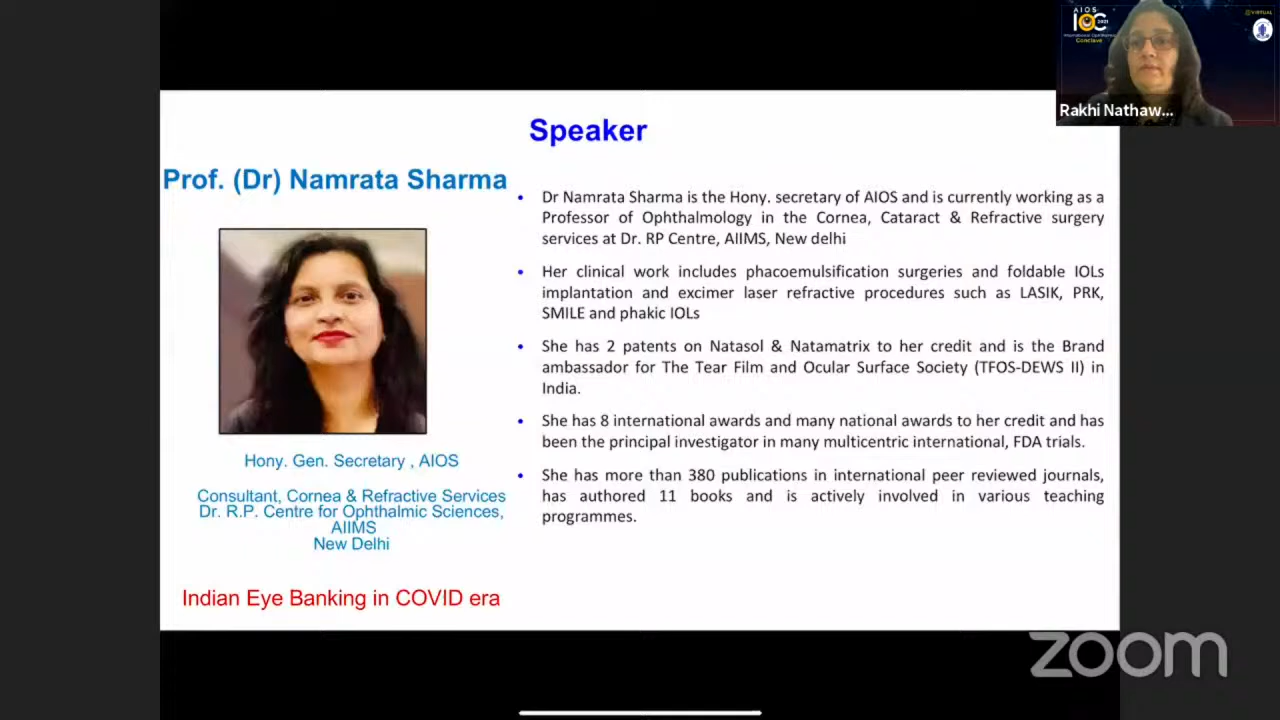 AIOS
IOC 2021
International Ophthalmic
Conclave
VIRTUAL
Rakhi Nathaw...
Speaker
Prof. (Dr) Namrata Sharma
Hony. Gen. Secretary , AIOS
Consultant, Cornea & Refractive Services
Dr. R.P. Centre for Ophthalmic Sciences,
AIIMS
New Delhi
Indian Eye Banking in COVID era
• Dr Namrata Sharma is the Hony. secretary of AIOS and is currently working as a
Professor of Ophthalmology in the Cornea, Cataract & Refractive surgery
services at Dr. RP Centre, AIIMS, New delhi
• Her clinical work includes phacoemulsification surgeries and foldable IOLs
implantation and excimer laser refractive procedures such as LASIK, PRK,
SMILE and phakic IOLs
• She has 2 patents on Natasol & Natamatrix to her credit and is the Brand
ambassador for The Tear Film and Ocular Surface Society (TFOS-DEWS II) in
India.
• She has 8 international awards and many national awards to her credit and has
been the principal investigator in many multicentric international, FDA trials.
• She has more than 380 publications in international peer reviewed journals,
has authored 11 books and is actively involved in various teaching
programmes.
zoom